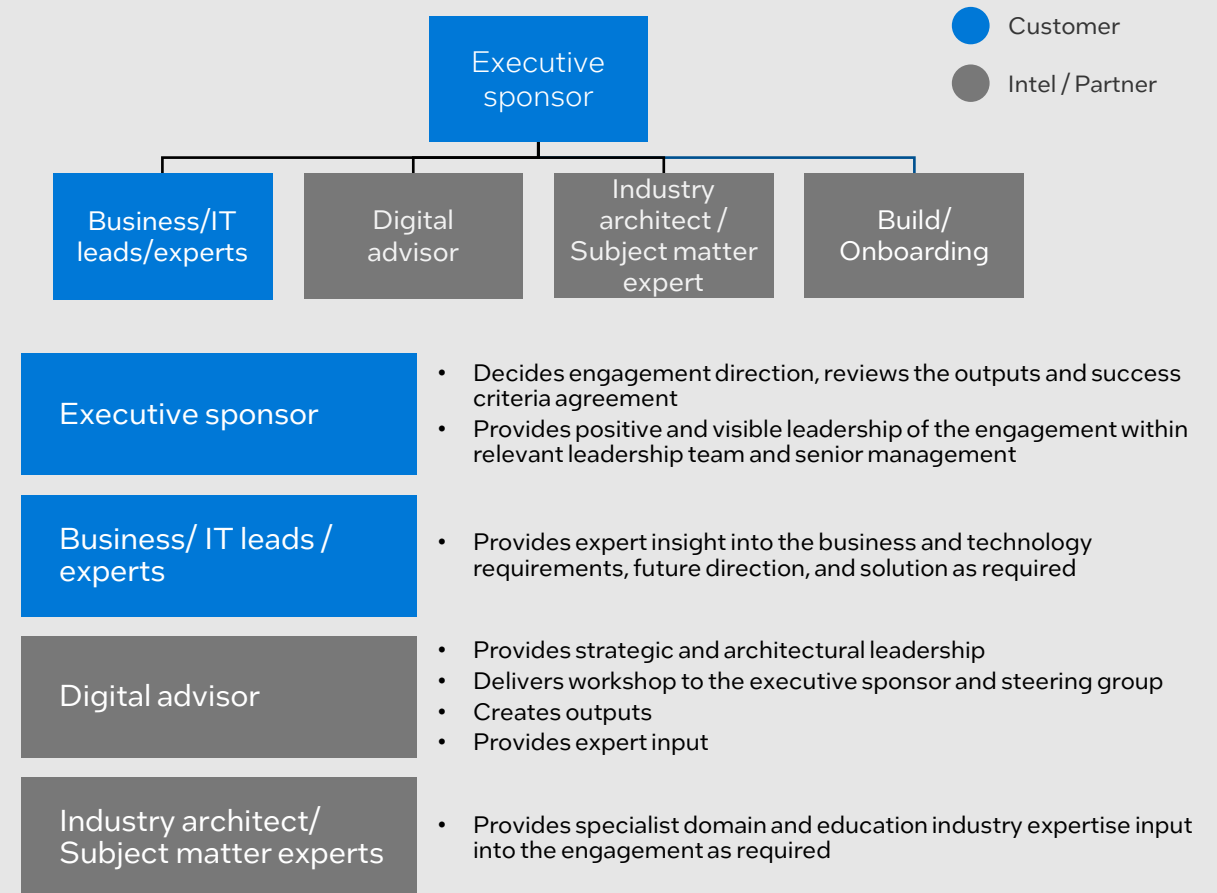 Executive
sponsor
Customer
Intel / Partner
Business/IT
leads/experts
Digital
advisor
Industry
architect /
Subject matter
expert
Build/
Onboarding
Executive sponsor
• Decides engagement direction, reviews the outputs and success
criteria agreement
• Provides positive and visible leadership of the engagement within
relevant leadership team and senior management
Business/ IT leads /
experts
• Provides expert insight into the business and technology
requirements, future direction, and solution as required
Digital advisor
• Provides strategic and architectural leadership
• Delivers workshop to the executive sponsor and steering group
• Creates outputs
• Provides expert input
Industry architect/
Subject matter experts
• Provides specialist domain and education industry expertise input
into the engagement as required